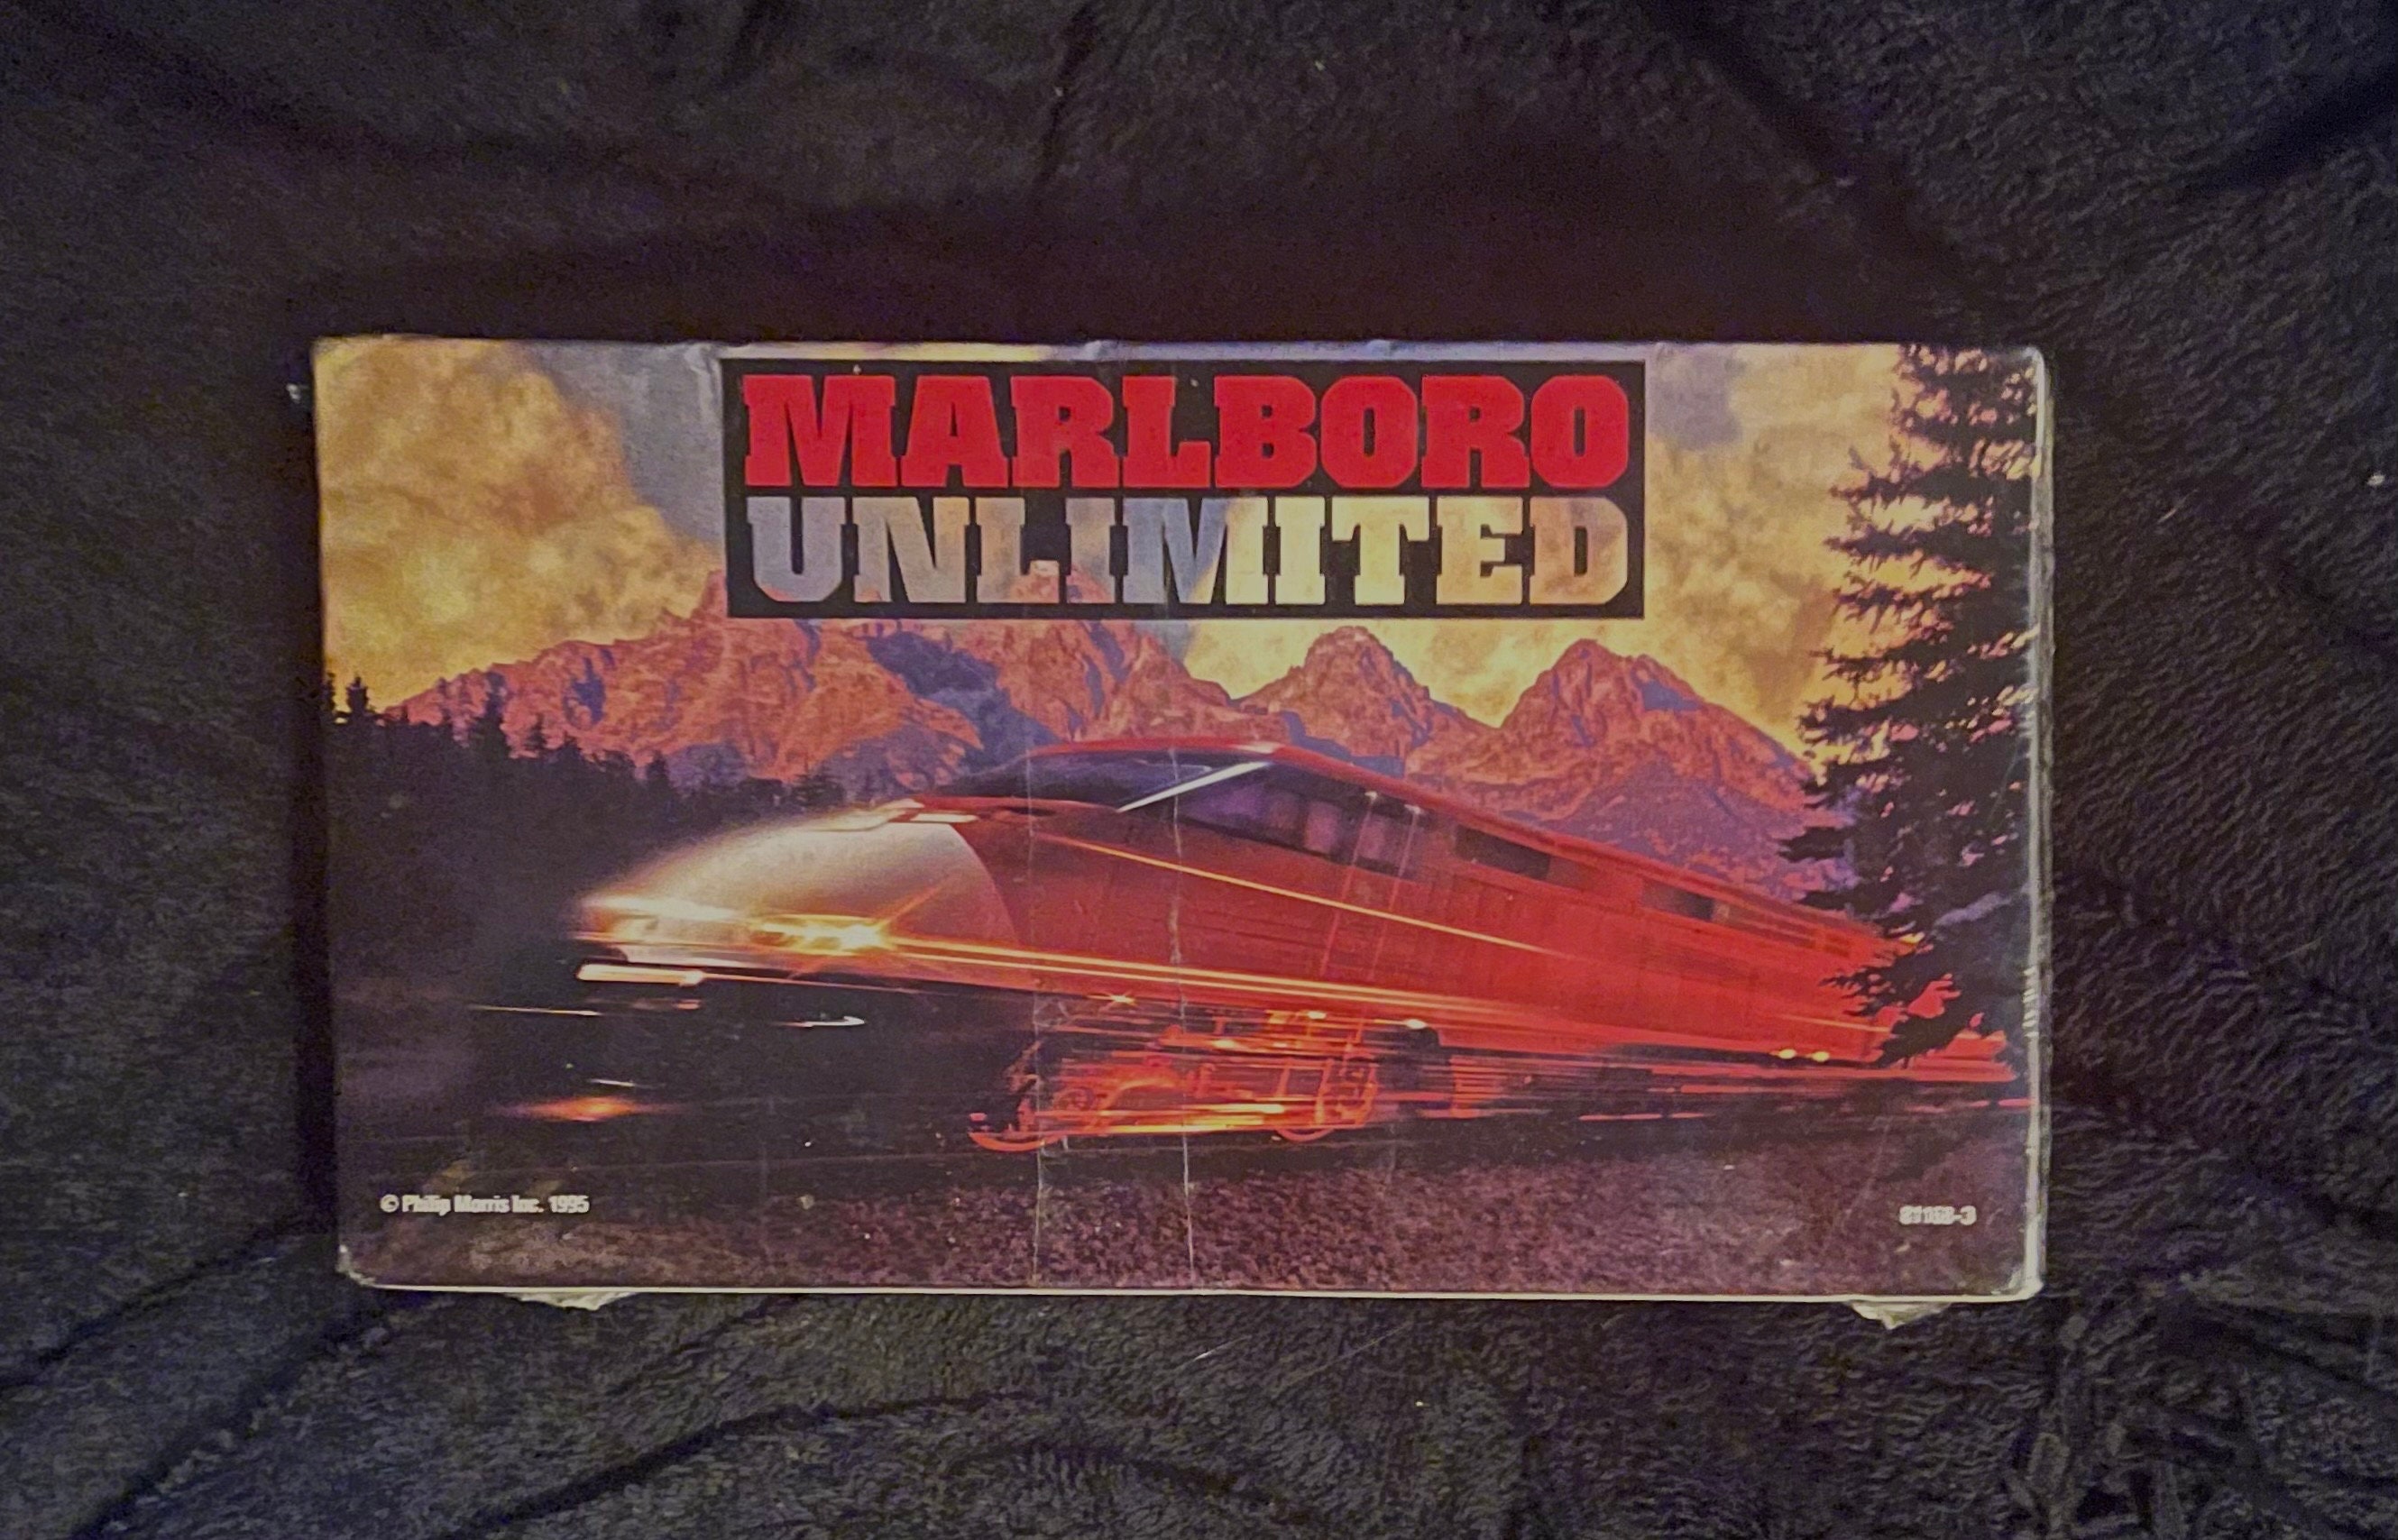 MARLBORO
UNLIMITED
© Philip Morris Inc. 1995